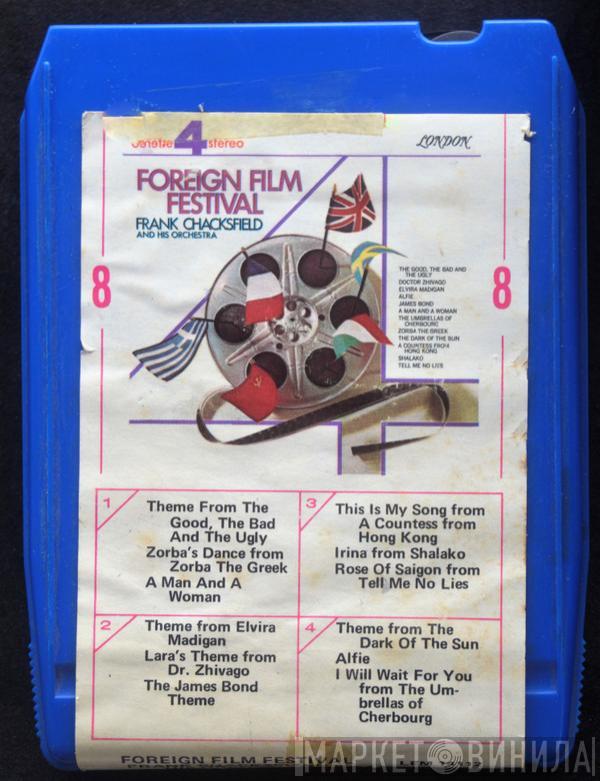 4 stereo
LONDON
FOREIGN FILM
FESTIVAL
FRANK CHACKSFIELD
AND HIS ORCHESTRA
8
8
THE GOOD, THE BAD AND
THE UGLY
DOCTOR ZHIVAGO
ELVIRA MADIGAN
ALFIE
JAMES BOND
A MAN AND A WOMAN
THE UMBRELLAS OF
CHERBOURG
ZORBA THE GREEK
THE DARK OF THE SUN
A COUNTESS FROM
HONG KONG
SHALAKO
TELL ME NO LIES
1
Theme From The
Good, The Bad
And The Ugly
Zorba's Dance from
Zorba The Greek
A Man And A
Woman
3
This Is My Song from
A Countess from
Hong Kong
Irina from Shalako
Rose Of Saigon from
Tell Me No Lies
2
Theme from Elvira
Madigan
Lara's Theme from
Dr. Zhivago
The James Bond
Theme
4
Theme from The
Dark Of The Sun
Alfie
I Will Wait For You
from The Um-
brellas of
Cherbourg
FOREIGN FILM FESTIVAL
МАРКЕТ ВИНИЛА